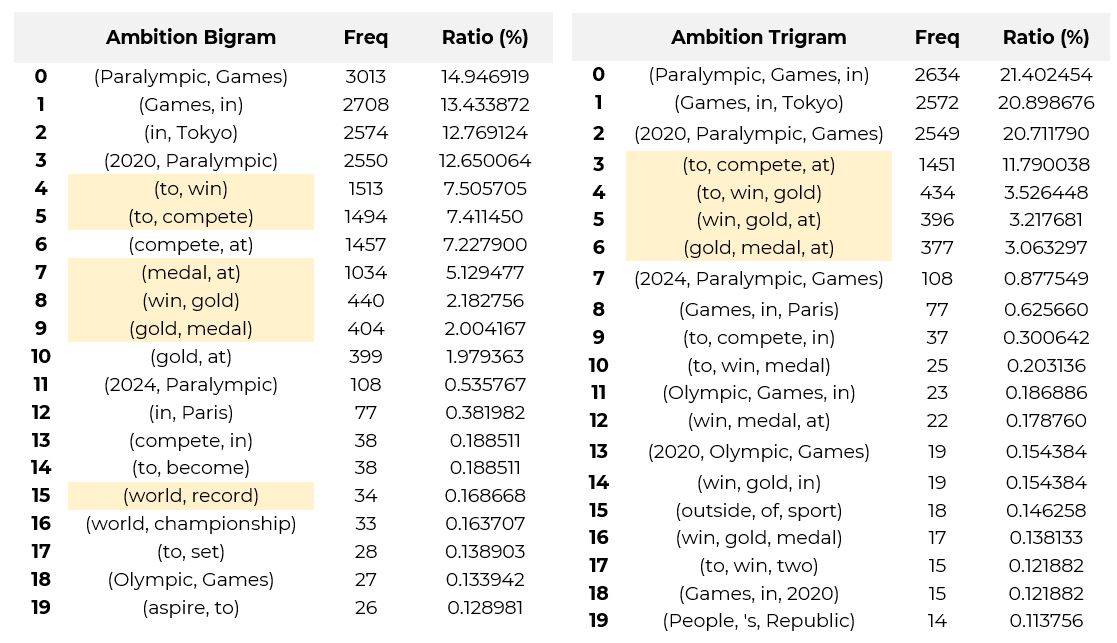 Ambition Bigram Freq Ratio (%)
0 (Paralympic, Games) 3013 14.946919
1 (Games, in) 2708 13.433872
2 (in, Tokyo) 2574 12.769124
3 (2020, Paralympic) 2550 12.650064
4 (to, win) 1513 7.505705
5 (to, compete) 1494 7.411450
6 (compete, at) 1457 7.227900
7 (medal, at) 1034 5.129477
8 (win, gold) 440 2.182756
9 (gold, medal) 404 2.004167
10 (gold, at) 399 1.979363
11 (2024, Paralympic) 108 0.535767
12 (in, Paris) 77 0.381982
13 (compete, in) 38 0.188511
14 (to, become) 38 0.188511
15 (world, record) 34 0.168668
16 (world, championship) 33 0.163707
17 (to, set) 28 0.138903
18 (Olympic, Games) 27 0.133942
19 (aspire, to) 26 0.128981
Ambition Trigram Freq Ratio (%)
0 (Paralympic, Games, in) 2634 21.402454
1 (Games, in, Tokyo) 2572 20.898676
2 (2020, Paralympic, Games) 2549 20.711790
3 (to, compete, at) 1451 11.790038
4 (to, win, gold) 434 3.526448
5 (win, gold, at) 396 3.217681
6 (gold, medal, at) 377 3.063297
7 (2024, Paralympic, Games) 108 0.877549
8 (Games, in, Paris) 77 0.625660
9 (to, compete, in) 37 0.300642
10 (to, win, medal) 25 0.203136
11 (Olympic, Games, in) 23 0.186886
12 (win, medal, at) 22 0.178760
13 (2020, Olympic, Games) 19 0.154384
14 (win, gold, in) 19 0.154384
15 (outside, of, sport) 18 0.146258
16 (win, gold, medal) 17 0.138133
17 (to, win, two) 15 0.121882
18 (Games, in, 2020) 15 0.121882
19 (People, 's, Republic) 14 0.113756